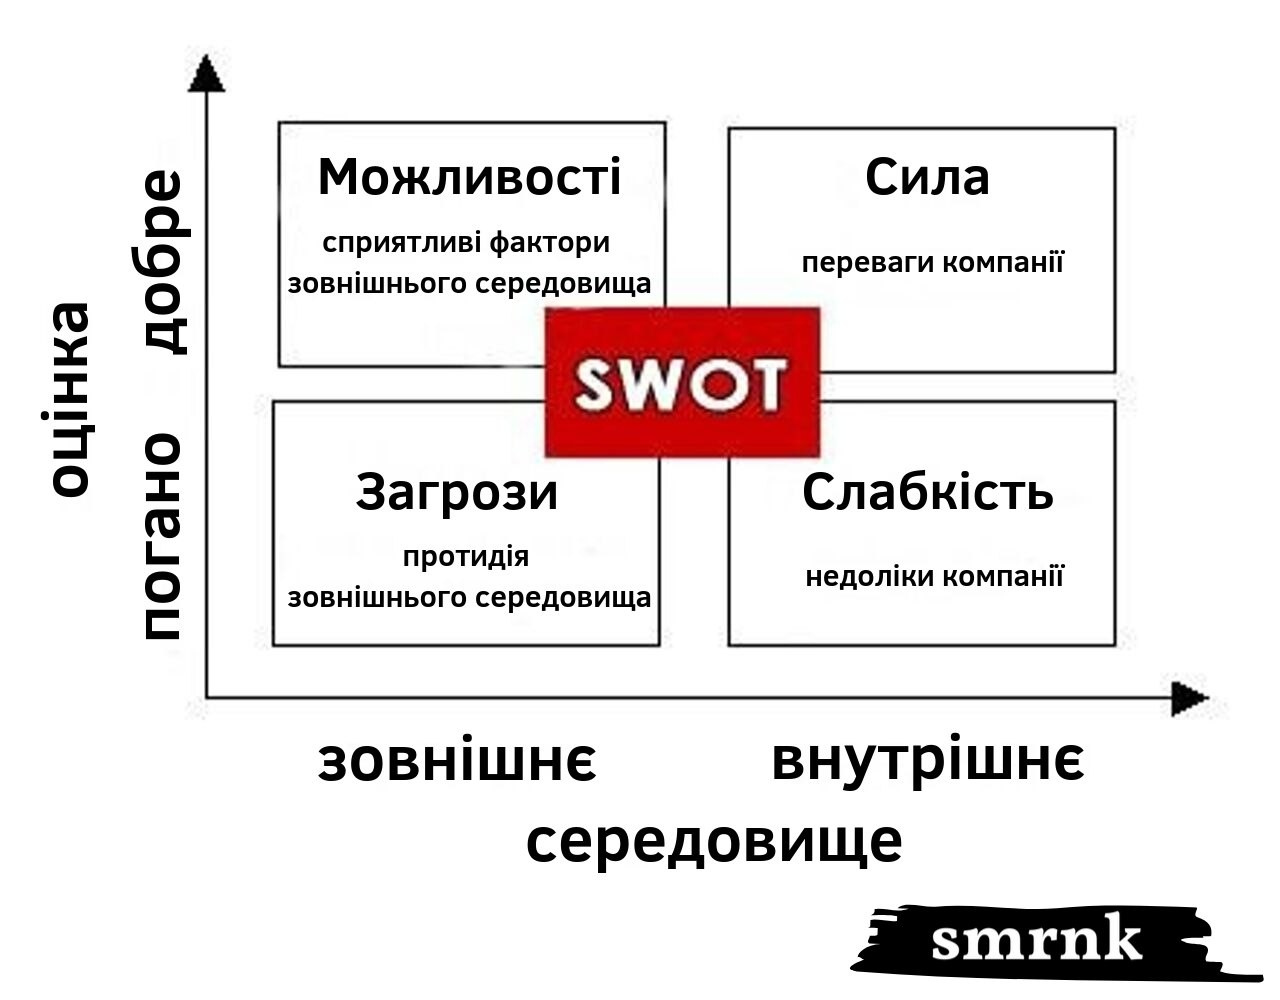 оцінка
добре
погано
Можливості
сприятливі фактори
зовнішнього середовища
Сила
переваги компанії
SWOT
Загрози
протидія
зовнішнього середовища
Слабкість
недоліки компанії
зовнішнє
внутрішнє
середовище
smrnk